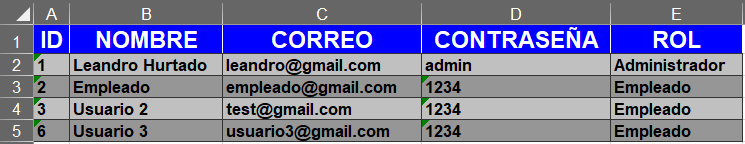 A B C D E
1 ID NOMBRE CORREO CONTRASEÑA ROL
2 1 Leandro Hurtado leandro@gmail.com admin Administrador
3 2 Empleado empleado@gmail.com 1234 Empleado
4 3 Usuario 2 test@gmail.com 1234 Empleado
5 6 Usuario 3 usuario3@gmail.com 1234 Empleado